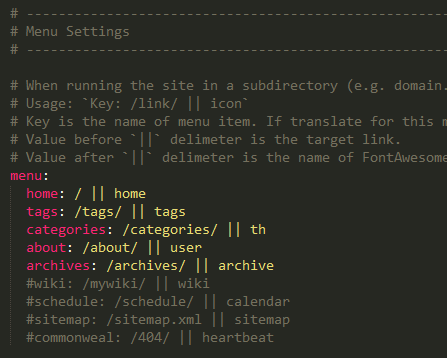 # ---------------------------------------------------------------
# Menu Settings
# ---------------------------------------------------------------
# When running the site in a subdirectory (e.g. domain.
# Usage: `Key: /link/ || icon`
# Key is the name of menu item. If translate for this m
# Value before `||` delimeter is the target link.
# Value after `||` delimeter is the name of FontAwesome
menu:
  home: / || home
  tags: /tags/ || tags
  categories: /categories/ || th
  about: /about/ || user
  archives: /archives/ || archive
  #wiki: /mywiki/ || wiki
  #schedule: /schedule/ || calendar
  #sitemap: /sitemap.xml || sitemap
  #commonweal: /404/ || heartbeat